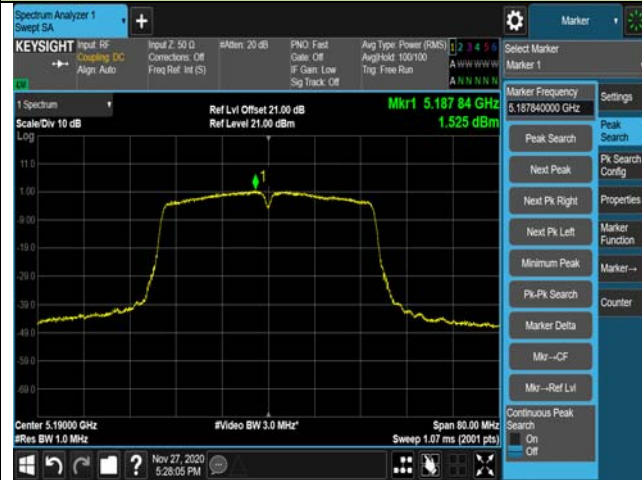 Spectrum Analyzer 1
Swept SA
Marker
KEYSIGHT
Input: RF
Coupling: DC
Align: Auto
Input Z: 50 Ω
Corrections: Off
Freq Ref: Int (S)
#Atten: 20 dB
PNO: Fast
Gate: Off
IF Gain: Low
Sig Track: Off
Avg Type: Power (RMS)
Avg|Hold: 100/100
Trig: Free Run
1 2 3 4 5 6
A W W W W W
A N N N N N
Select Marker
Marker 1
1 Spectrum
Scale/Div 10 dB
Log
Ref Lvl Offset 21.00 dB
Ref Level 21.00 dBm
Mkr1 5.187 84 GHz
1.525 dBm
11.0
1.00
-9.00
-19.0
-29.0
-39.0
-49.0
-59.0
-69.0
1
Center 5.19000 GHz
#Res BW 1.0 MHz
#Video BW 3.0 MHz*
Span 80.00 MHz
Sweep 1.07 ms (2001 pts)
Marker Frequency
5.187840000 GHz
Peak Search
Next Peak
Next Pk Right
Next Pk Left
Minimum Peak
Pk-Pk Search
Marker Delta
Mkr→CF
Mkr→Ref Lvl
Continuous Peak
Search
On
Off
Settings
Peak
Search
Pk Search
Config
Properties
Marker
Function
Marker→
Counter
Nov 27, 2020
5:28:05 PM